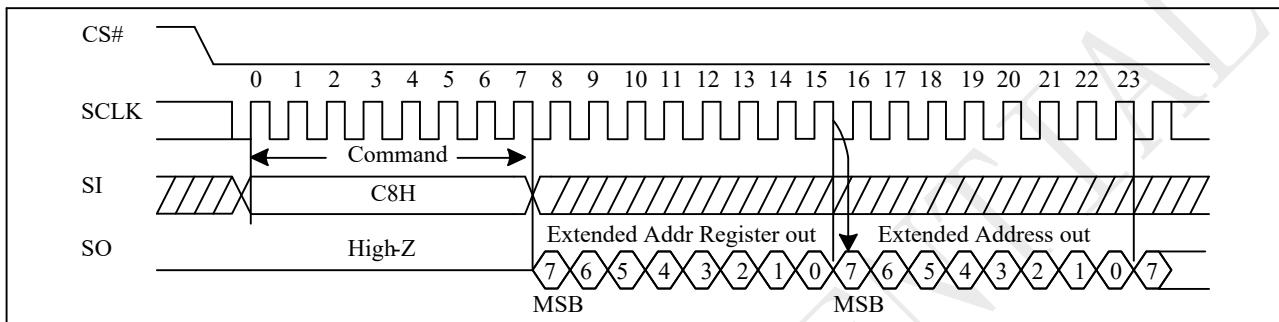 CS#
0 1 2 3 4 5 6 7 8 9 10 11 12 13 14 15 16 17 18 19 20 21 22 23
SCLK
Command
SI
C8H
SO
High-Z
Extended Addr Register out
Extended Address out
7 6 5 4 3 2 1 0 7 6 5 4 3 2 1 0 7
MSB
MSB